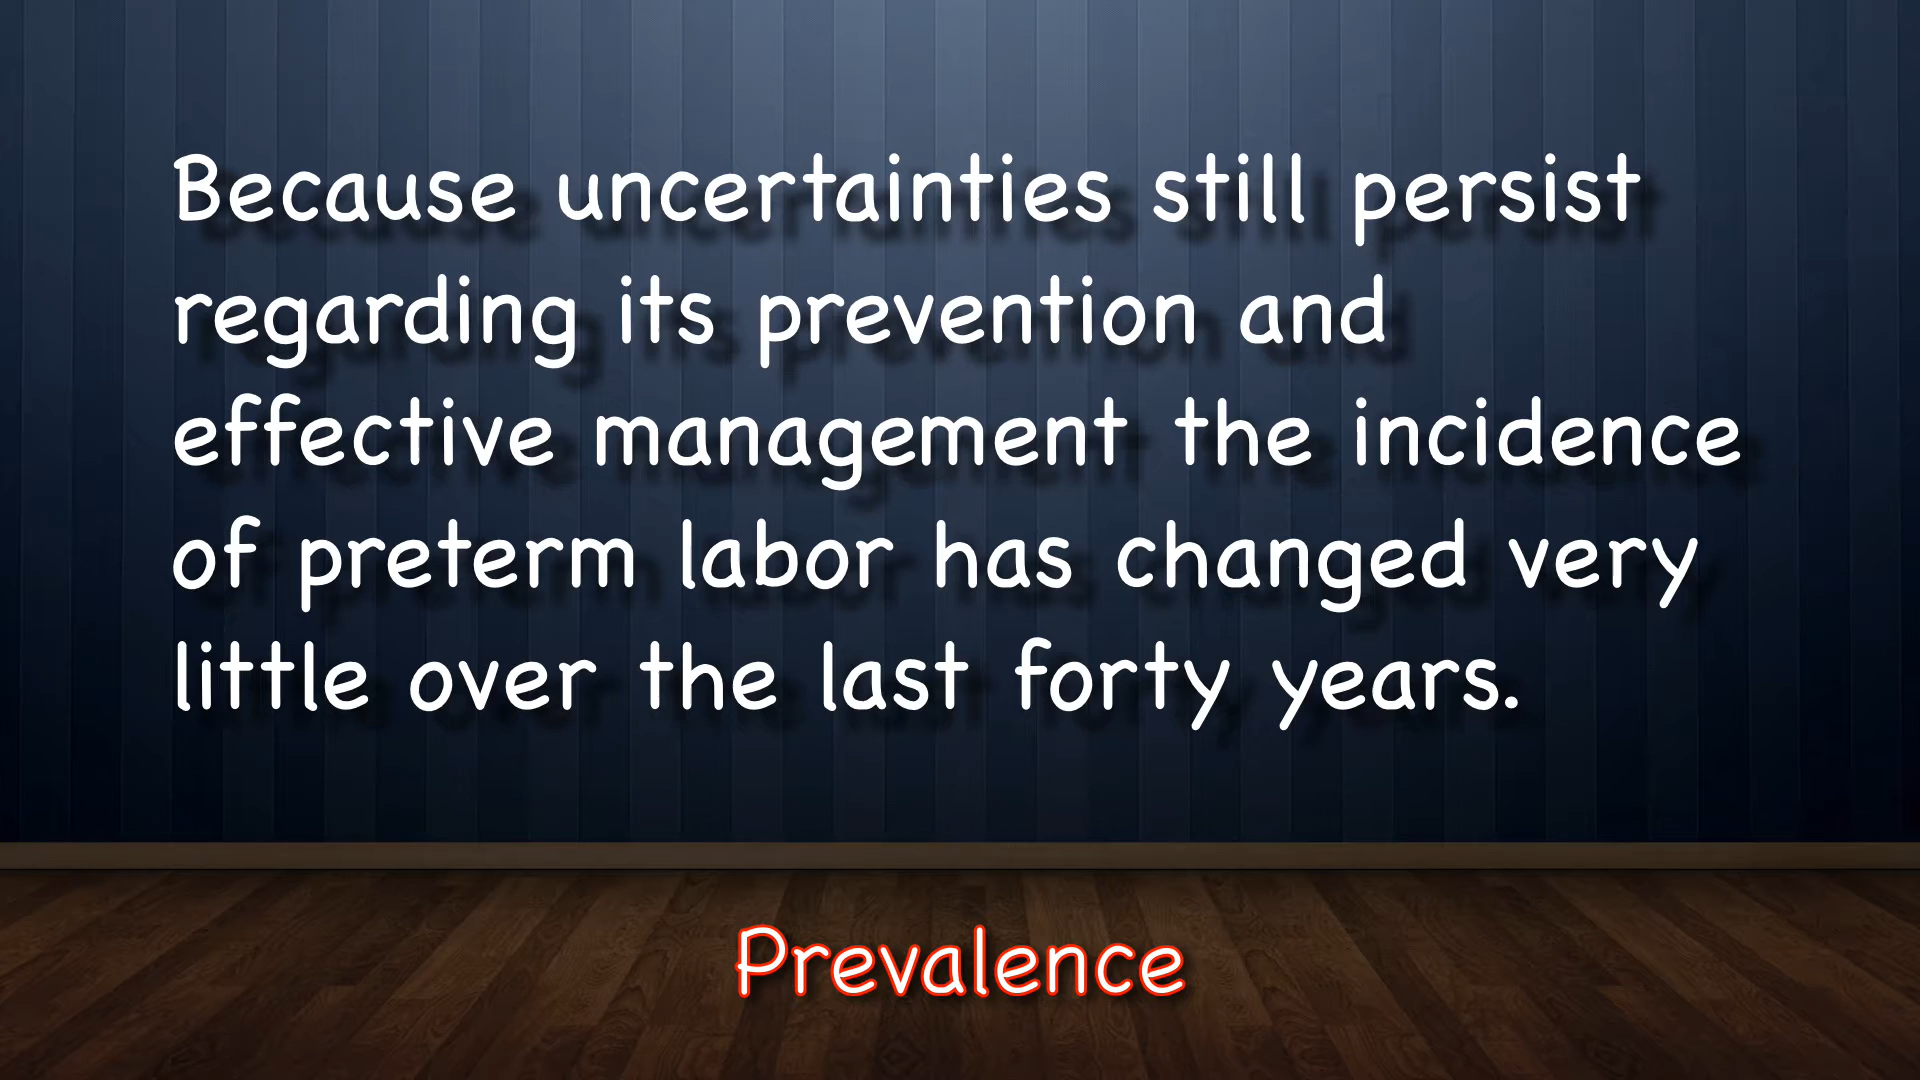 Because uncertainties still persist
regarding its prevention and
effective management the incidence
of preterm labor has changed very
little over the last forty years.
Prevalence